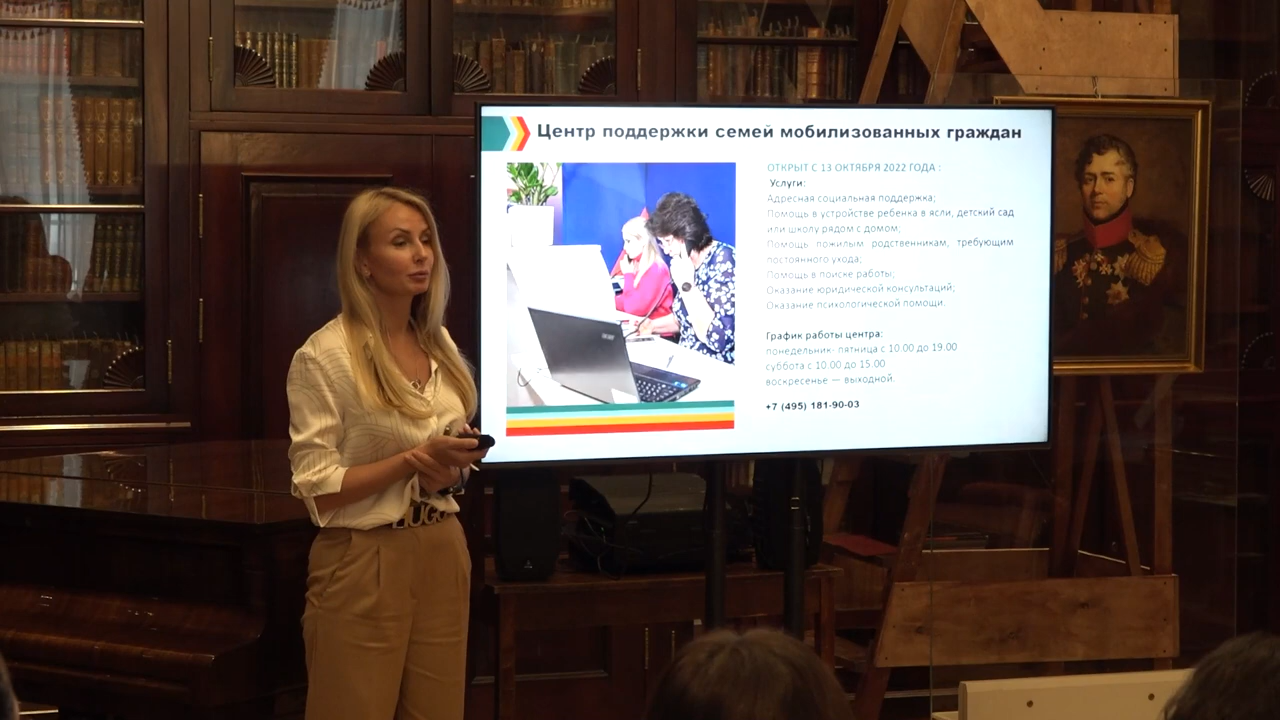 Центр поддержки семей мобилизованных граждан
ОТКРЫТ С 13 ОКТЯБРЯ 2022 ГОДА :
Услуги:
Адресная социальная поддержка;
Помощь в устройстве ребенка в ясли, детский сад
или школу рядом с домом;
Помощь пожилым родственникам, требующим
постоянного ухода;
Помощь в поиске работы;
Оказание юридической консультаций;
Оказание психологической помощи.
График работы центра:
понедельник- пятница с 10.00 до 19.00
суббота с 10.00 до 15.00
воскресенье — выходной.
+7 (495) 181-90-03